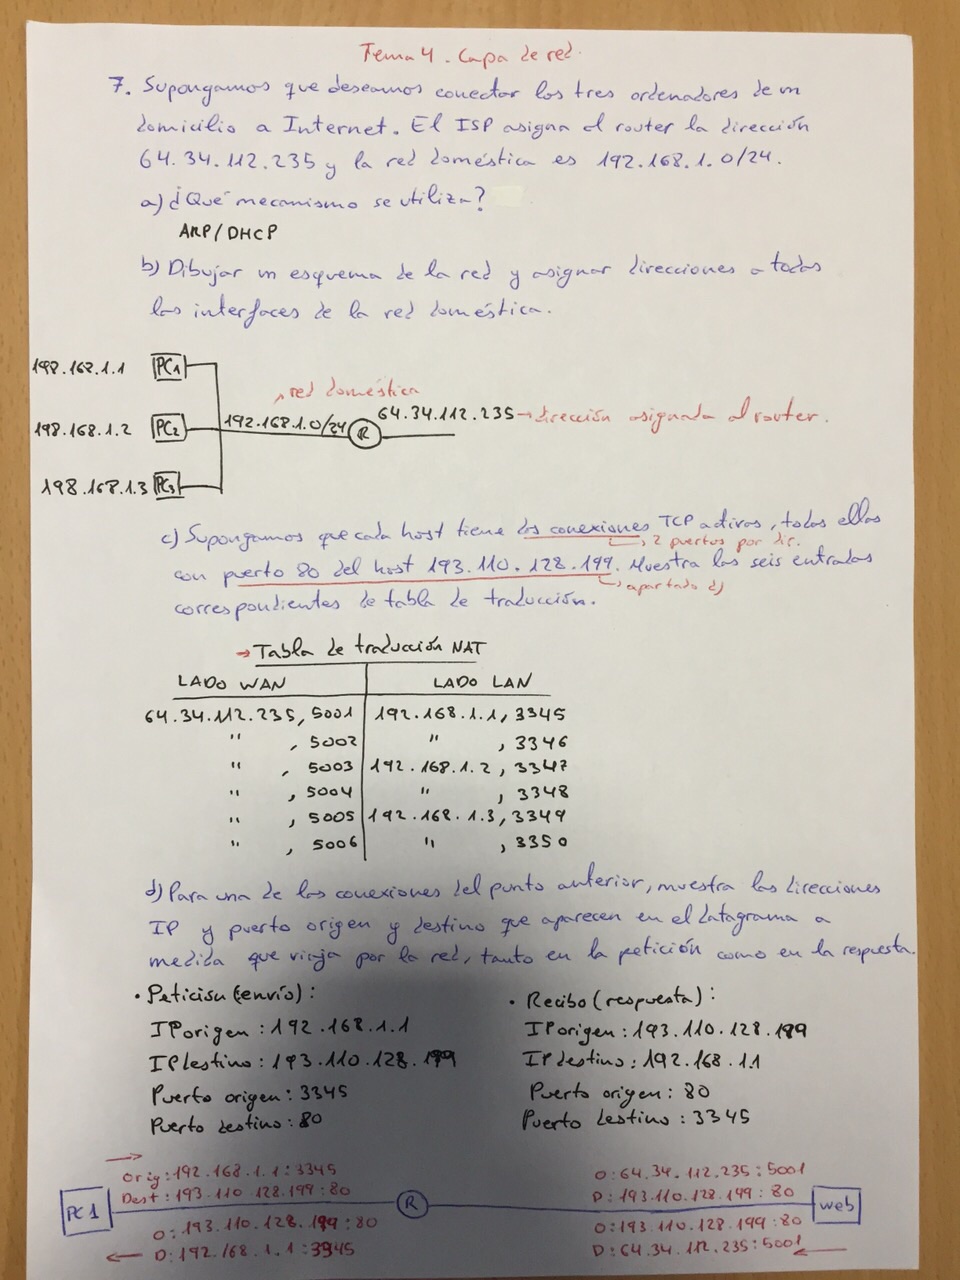 Tema 4. Capa de red.
7. Supongamos que deseamos conectar los tres ordenadores de un
domicilio a Internet. El ISP asigna al router la dirección
64.34.112.235 y la red doméstica es 192.168.1.0/24.
a) ¿Qué mecanismo se utiliza?
ARP/DHCP
b) Dibujar un esquema de la red y asignar direcciones a todas
las interfaces de la red doméstica.
198.168.1.1 PC1
red doméstica
198.168.1.2 PC2 192.168.1.0/24 R 64.34.112.235 → dirección asignada al router.
198.168.1.3 PC3
c) Supongamos que cada host tiene dos conexiones TCP activas, todas ellas
2 puertos por dir.
con puerto 80 del host 193.110.128.199. Muestra las seis entradas
apartado d)
correspondientes de tabla de traducción.
→ Tabla de traducción NAT
LADO WAN LADO LAN
64.34.112.235, 5001 192.168.1.1, 3345
" , 5002 " , 3346
" , 5003 192.168.1.2, 3347
" , 5004 " , 3348
" , 5005 192.168.1.3, 3349
" , 5006 " , 3350
d) Para una de las conexiones del punto anterior, muestra las direcciones
IP y puerto origen y destino que aparecen en el datagrama a
medida que viaja por la red, tanto en la petición como en la respuesta.
· Petición (envío): · Recibo (respuesta):
IP origen: 192.168.1.1 IP origen: 193.110.128.199
IP destino: 193.110.128.199 IP destino: 192.168.1.1
Puerto origen: 3345 Puerto origen: 80
Puerto destino: 80 Puerto destino: 3345
Orig: 192.168.1.1:3345 O: 64.34.112.235:5001
Dest: 193.110.128.199:80 D: 193.110.128.199:80
PC1 R web
O: 193.110.128.199:80 O: 193.110.128.199:80
D: 192.168.1.1:3345 D: 64.34.112.235:5001